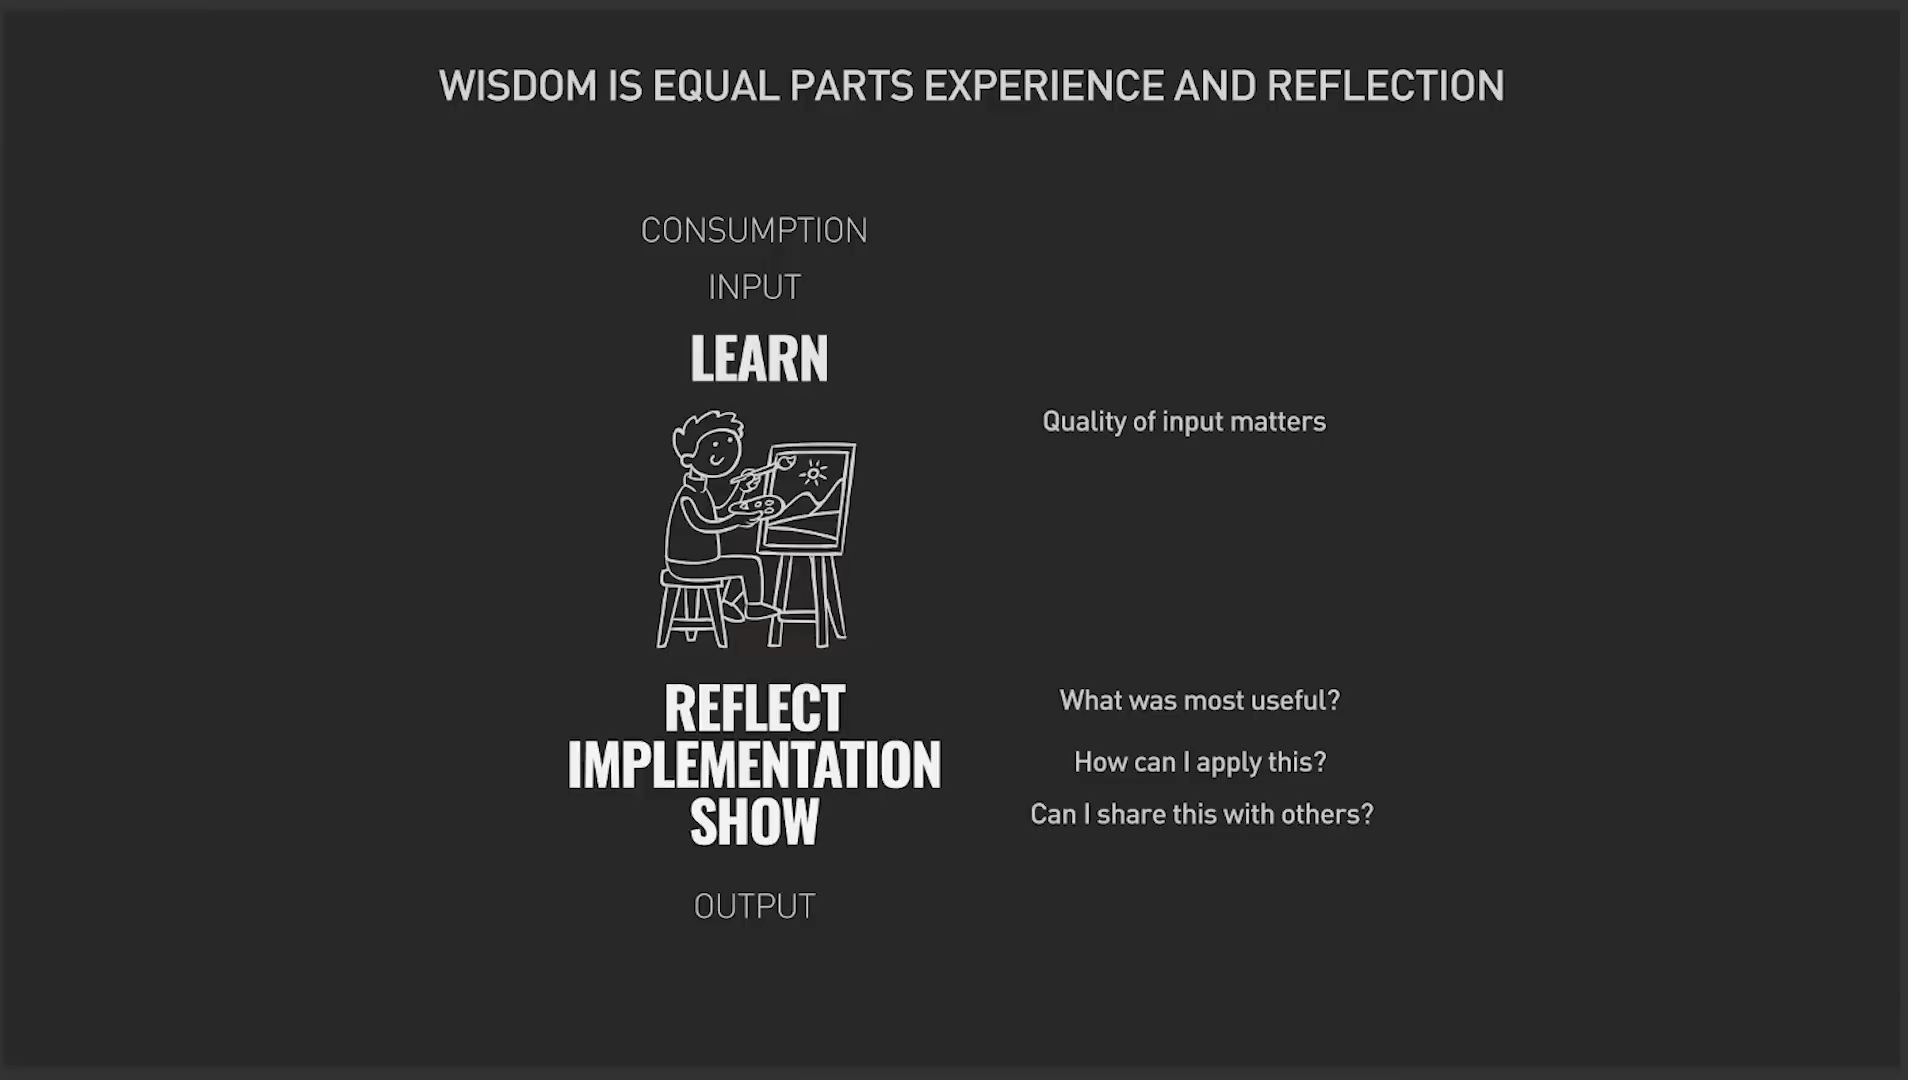 WISDOM IS EQUAL PARTS EXPERIENCE AND REFLECTION
CONSUMPTION
INPUT
LEARN
Quality of input matters
REFLECT
What was most useful?
IMPLEMENTATION
How can I apply this?
SHOW
Can I share this with others?
OUTPUT